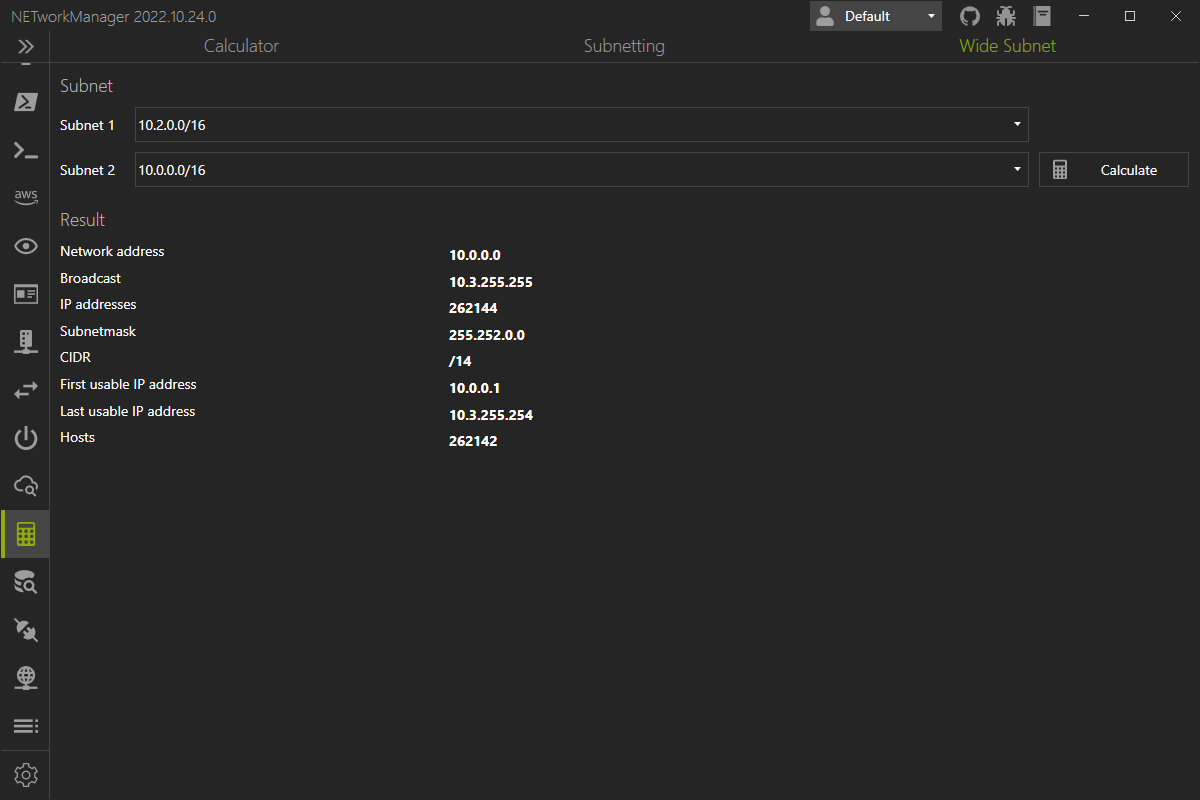 NETworkManager 2022.10.24.0
Default
Calculator Subnetting Wide Subnet
Subnet
Subnet 1 10.2.0.0/16
Subnet 2 10.0.0.0/16 Calculate
Result
Network address 10.0.0.0
Broadcast 10.3.255.255
IP addresses 262144
Subnetmask 255.252.0.0
CIDR /14
First usable IP address 10.0.0.1
Last usable IP address 10.3.255.254
Hosts 262142
aws